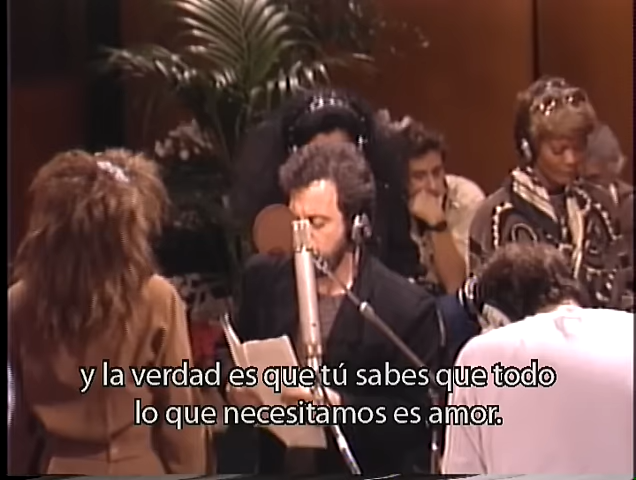 y la verdad es que tú sabes que todo
lo que necesitamos es amor.